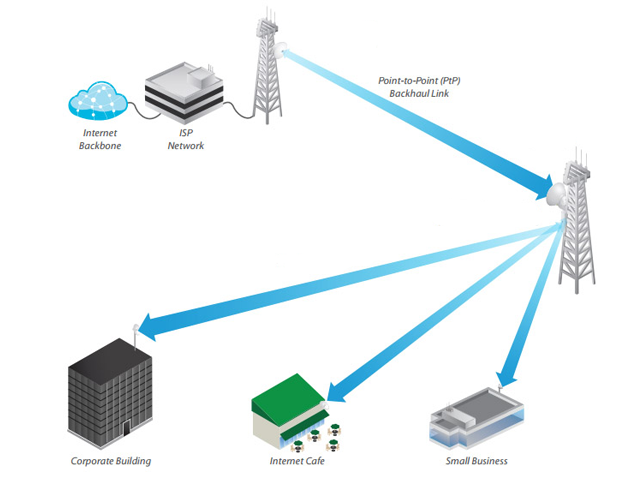 Point-to-Point (PtP)
Backhaul Link
Internet
Backbone
ISP
Network
Corporate Building
Internet Cafe
Small Business